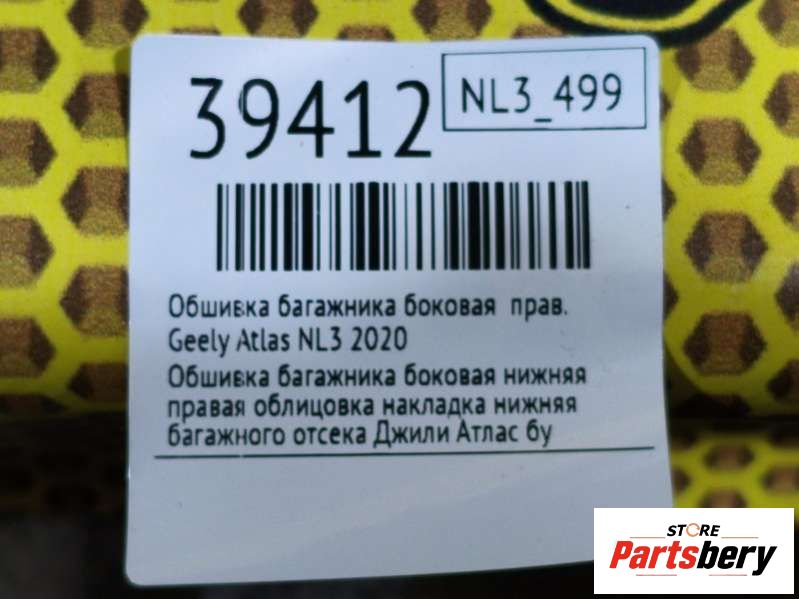 39412
NL3_499
Обшивка багажника боковая прав.
Geely Atlas NL3 2020
Обшивка багажника боковая нижняя
правая облицовка накладка нижняя
багажного отсека Джили Атлас бу
STORE
Partsbery